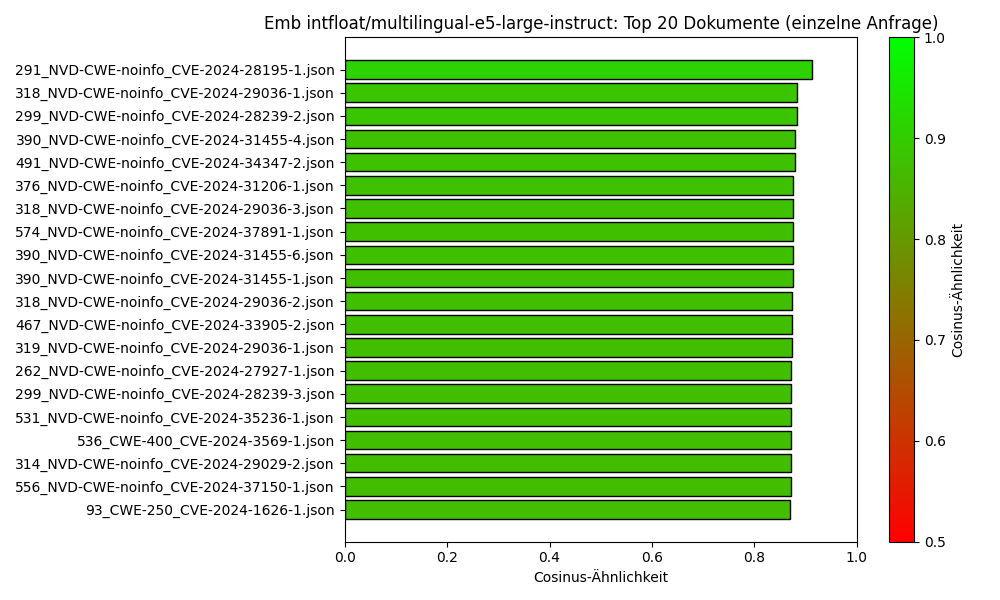 Emb intfloat/multilingual-e5-large-instruct: Top 20 Dokumente (einzelne Anfrage)
291_NVD-CWE-noinfo_CVE-2024-28195-1.json
318_NVD-CWE-noinfo_CVE-2024-29036-1.json
299_NVD-CWE-noinfo_CVE-2024-28239-2.json
390_NVD-CWE-noinfo_CVE-2024-31455-4.json
491_NVD-CWE-noinfo_CVE-2024-34347-2.json
376_NVD-CWE-noinfo_CVE-2024-31206-1.json
318_NVD-CWE-noinfo_CVE-2024-29036-3.json
574_NVD-CWE-noinfo_CVE-2024-37891-1.json
390_NVD-CWE-noinfo_CVE-2024-31455-6.json
390_NVD-CWE-noinfo_CVE-2024-31455-1.json
318_NVD-CWE-noinfo_CVE-2024-29036-2.json
467_NVD-CWE-noinfo_CVE-2024-33905-2.json
319_NVD-CWE-noinfo_CVE-2024-29036-1.json
262_NVD-CWE-noinfo_CVE-2024-27927-1.json
299_NVD-CWE-noinfo_CVE-2024-28239-3.json
531_NVD-CWE-noinfo_CVE-2024-35236-1.json
536_CWE-400_CVE-2024-3569-1.json
314_NVD-CWE-noinfo_CVE-2024-29029-2.json
556_NVD-CWE-noinfo_CVE-2024-37150-1.json
93_CWE-250_CVE-2024-1626-1.json
0.0 0.2 0.4 0.6 0.8 1.0
Cosinus-Ähnlichkeit
1.0
0.9
0.8
0.7
0.6
0.5
Cosinus-Ähnlichkeit